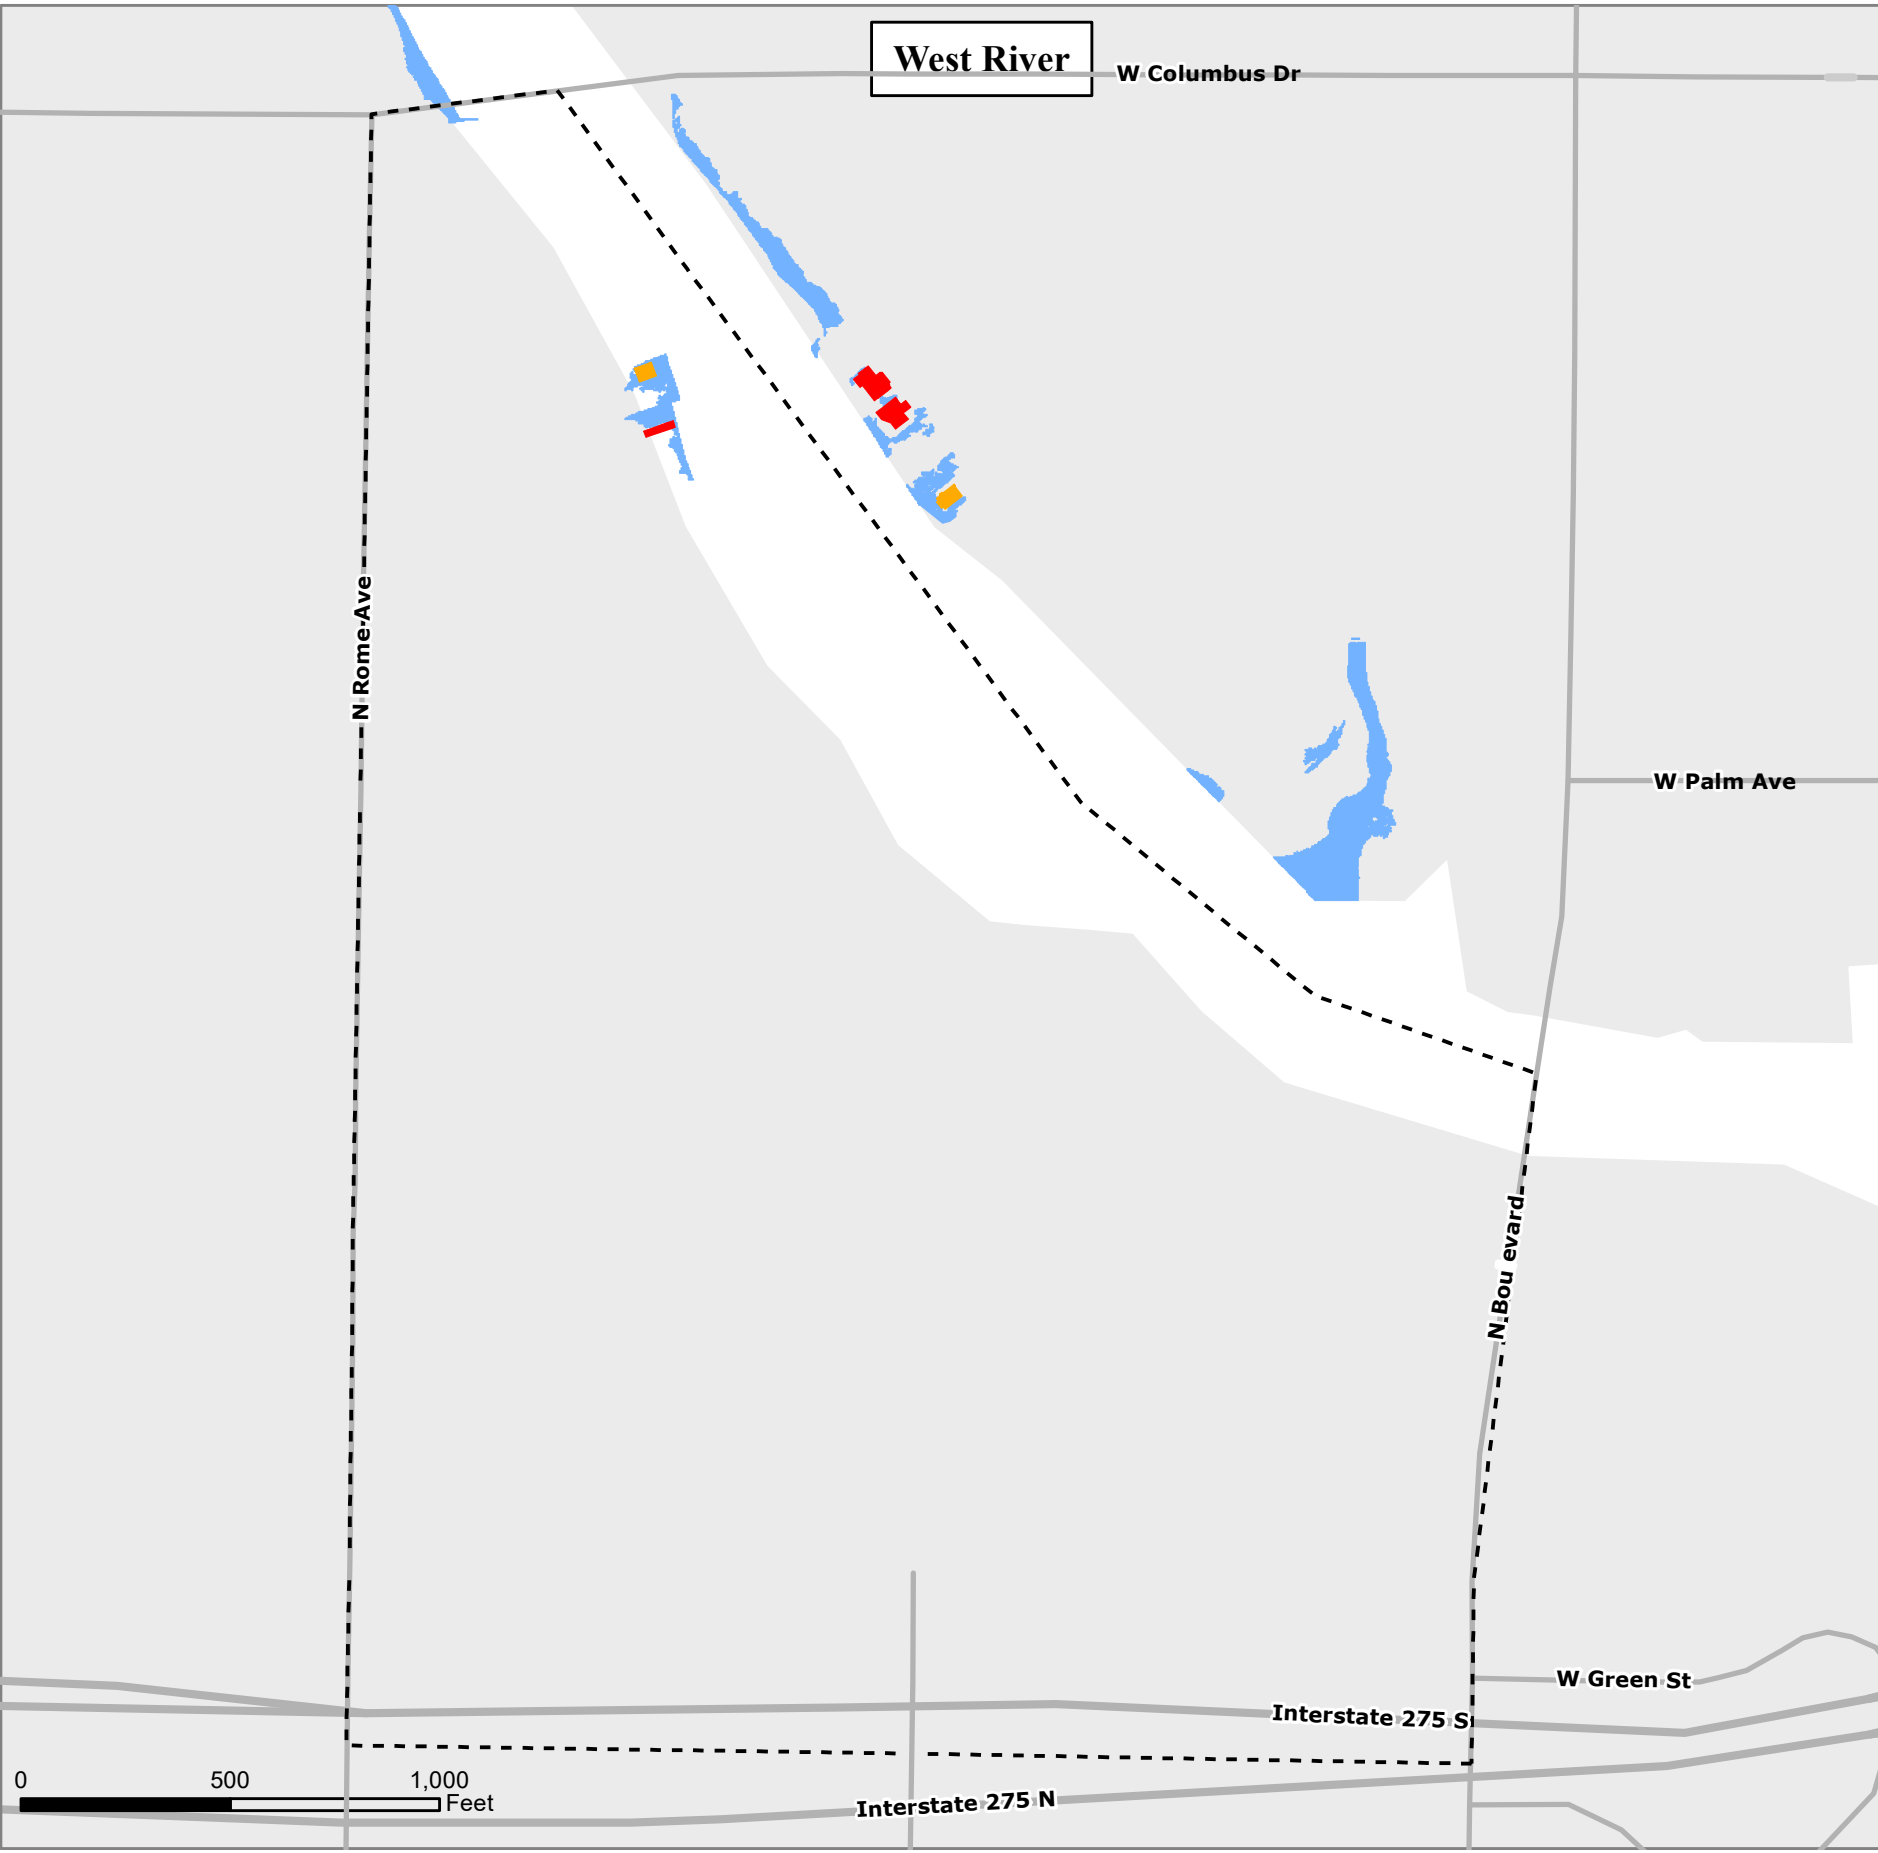 West River
W Columbus Dr
N Rome Ave
W Palm Ave
N Bou evard
W Green St
Interstate 275 S
0 500 1,000
Feet
Interstate 275 N